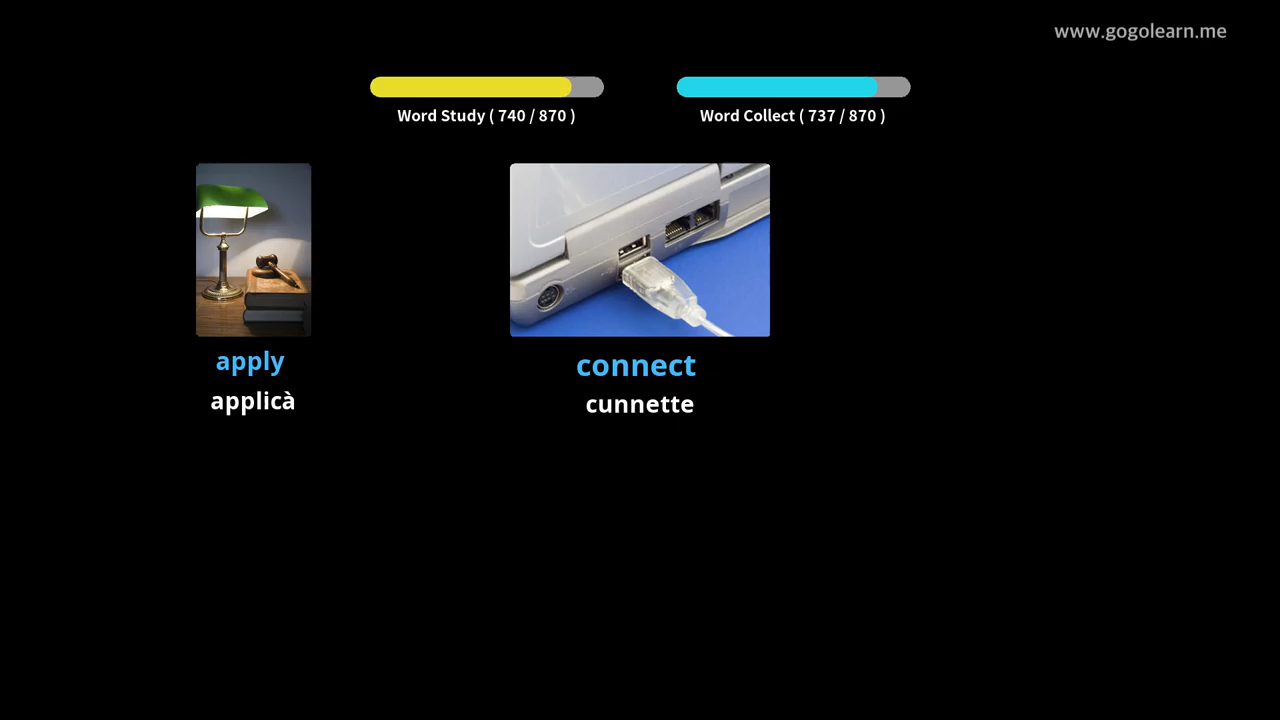 www.gogolearn.me
Word Study ( 740 / 870 )
Word Collect ( 737 / 870 )
apply
applicà
connect
cunnette